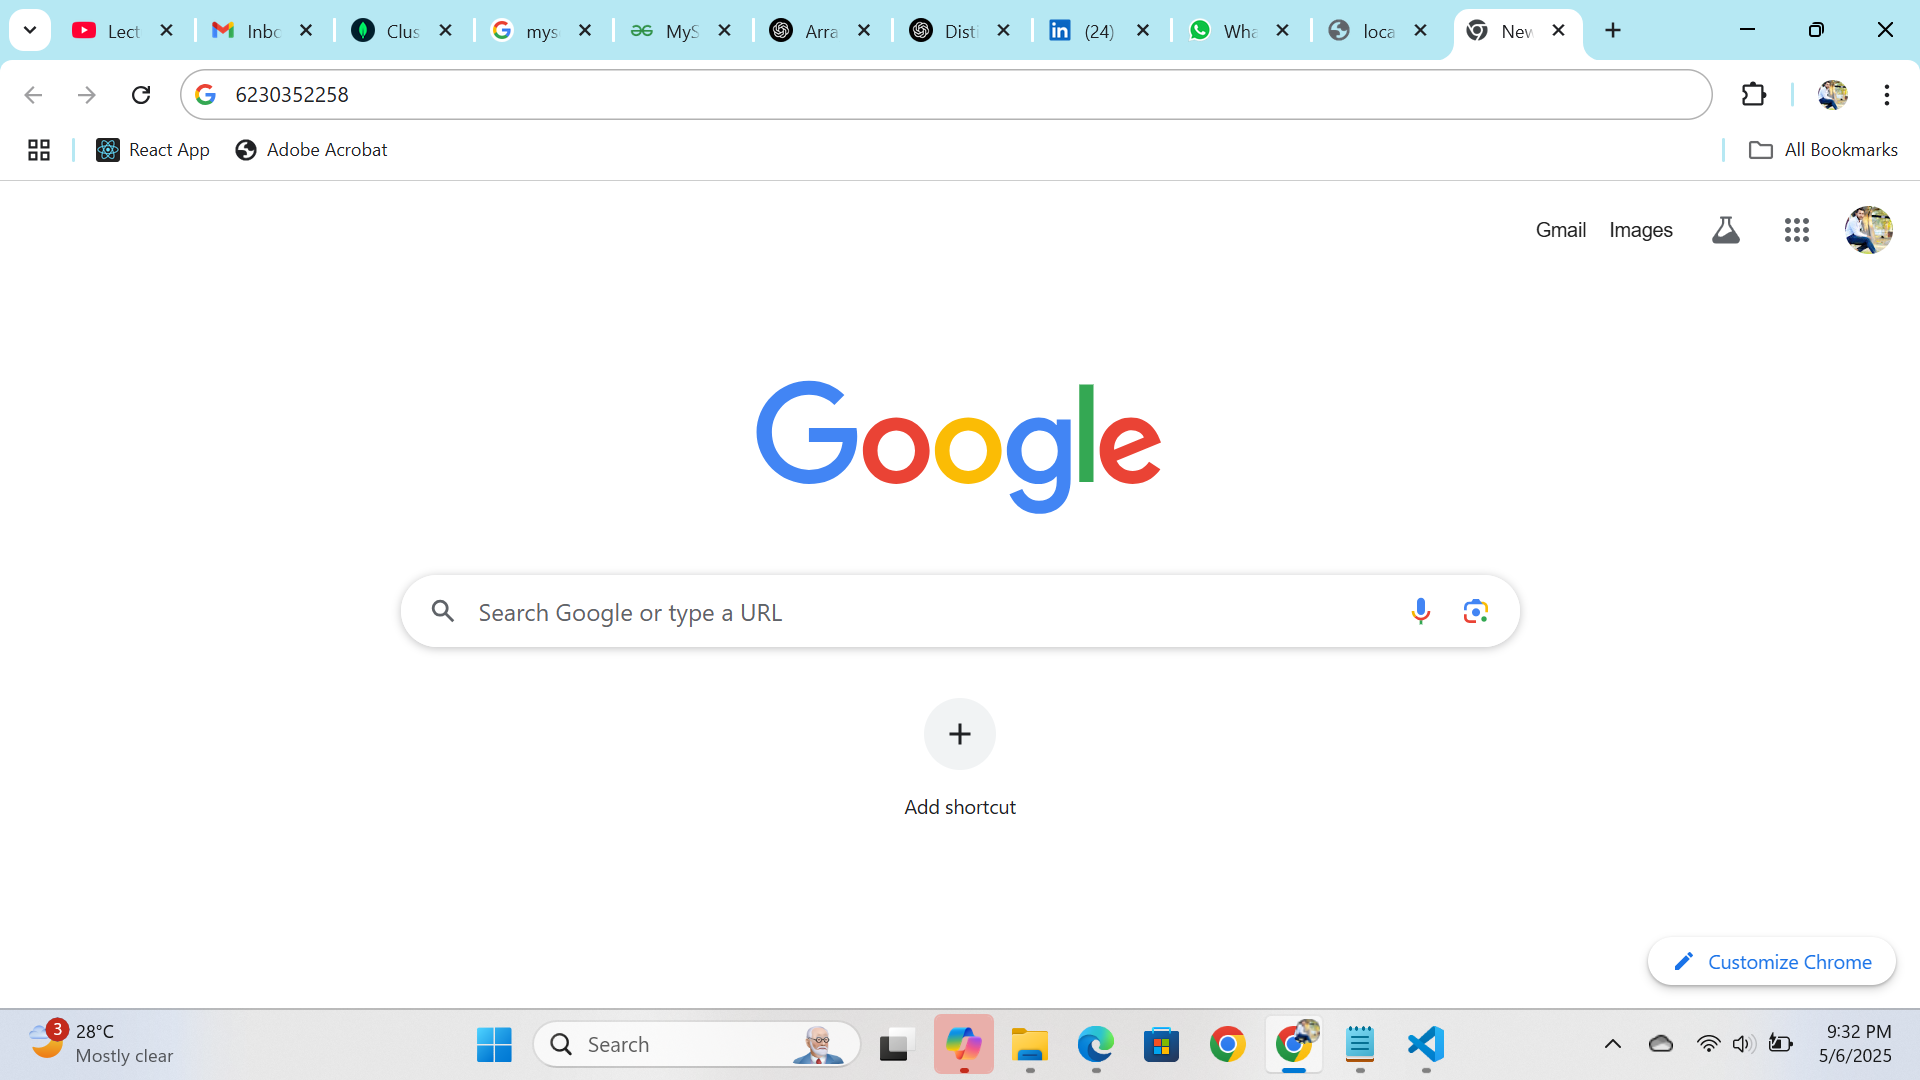 Lect
Inbo
Clus
mys
MyS
Arra
Disti
(24)
Wha
loca
New
6230352258
React App
Adobe Acrobat
All Bookmarks
Gmail
Images
Google
Search Google or type a URL
Add shortcut
Customize Chrome
3
28°C
Mostly clear
Search
9:32 PM
5/6/2025